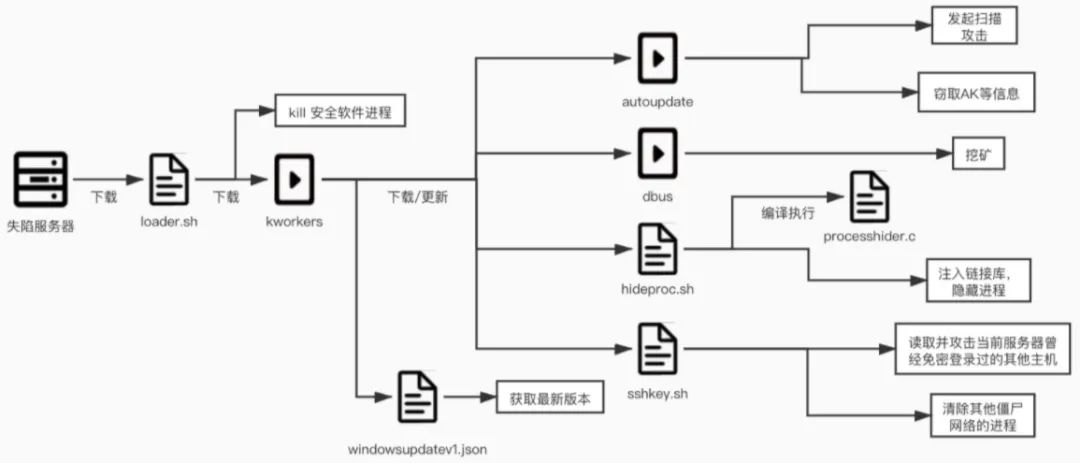 发起扫描
攻击
autoupdate
窃取AK等信息
kill 安全软件进程
挖矿
dbus
下载
loader.sh
下载
kworkers
下载/更新
失陷服务器
编译执行
processhider.c
hideproc.sh
注入链接库，
隐藏进程
读取并攻击当前服务器曾
经免密登录过的其他主机
sshkey.sh
获取最新版本
清除其他僵尸
网络的进程
windowsupdatev1.json